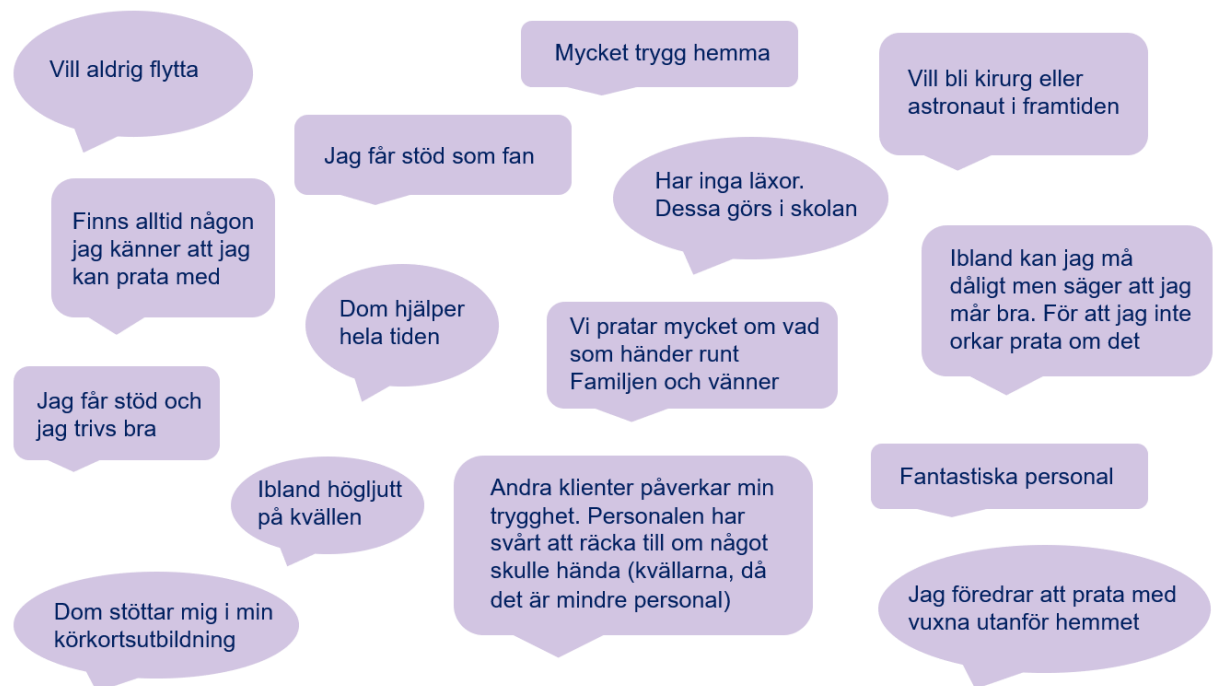 Vill aldrig flytta
Mycket trygg hemma
Vill bli kirurg eller
astronaut i framtiden
Jag får stöd som fan
Har inga läxor.
Dessa görs i skolan
Finns alltid någon
jag känner att jag
kan prata med
Ibland kan jag må
dåligt men säger att jag
mår bra. För att jag inte
orkar prata om det
Dom hjälper
hela tiden
Vi pratar mycket om vad
som händer runt
Familjen och vänner
Jag får stöd och
jag trivs bra
Ibland högljutt
på kvällen
Andra klienter påverkar min
trygghet. Personalen har
svårt att räcka till om något
skulle hända (kvällarna, då
det är mindre personal)
Fantastiska personal
Dom stöttar mig i min
körkortsutbildning
Jag föredrar att prata med
vuxna utanför hemmet